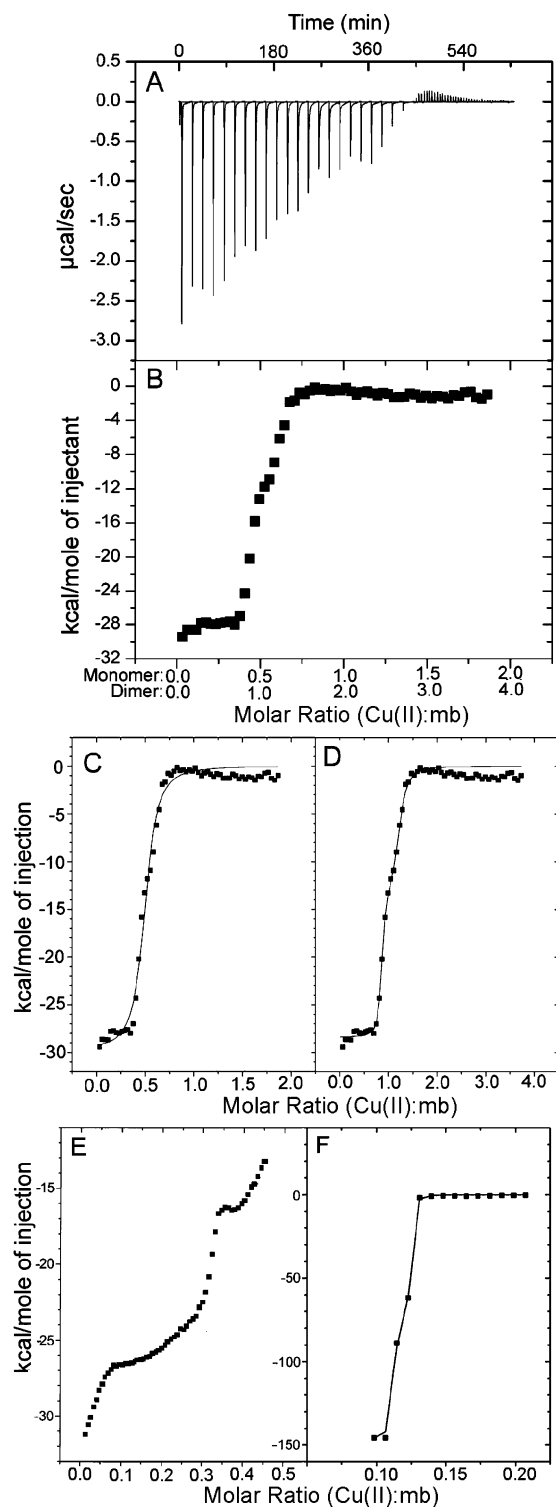 Time (min)
0 180 360 540
A
0.5
0.0
-0.5
-1.0
-1.5
-2.0
-2.5
-3.0
μcal/sec
B
0
-4
-8
-12
-16
-20
-24
-28
-32
kcal/mole of injectant
Monomer: 0.0 0.5 1.0 1.5 2.0
Dimer: 0.0 1.0 2.0 3.0 4.0
Molar Ratio (Cu(II):mb)
C
0
-5
-10
-15
-20
-25
-30
kcal/mole of injection
0.0 0.5 1.0 1.5 2.0
D
0
-5
-10
-15
-20
-25
-30
0.0 1.0 2.0 3.0 4.0
Molar Ratio (Cu(II):mb)
E
-15
-20
-25
-30
kcal/mole of injection
0.0 0.1 0.2 0.3 0.4 0.5
F
0
-50
-100
-150
0.10 0.15 0.20
Molar Ratio (Cu(II):mb)